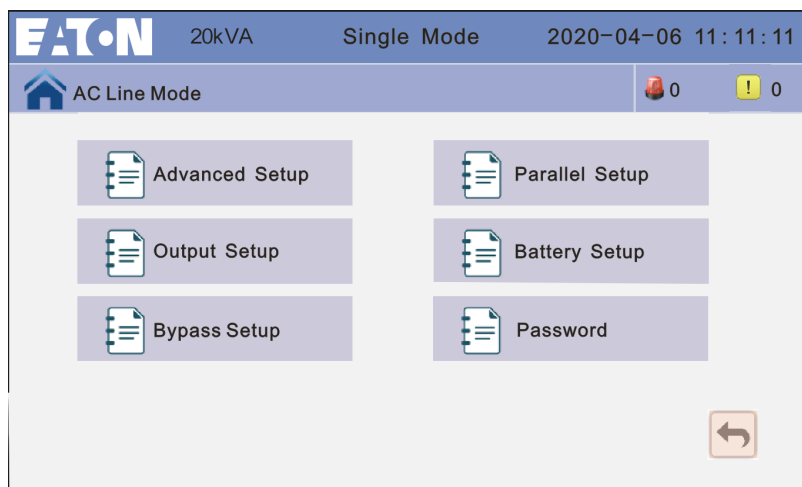 EATON 20kVA Single Mode 2020-04-06 11:11:11
AC Line Mode 0 ! 0
Advanced Setup Parallel Setup
Output Setup Battery Setup
Bypass Setup Password